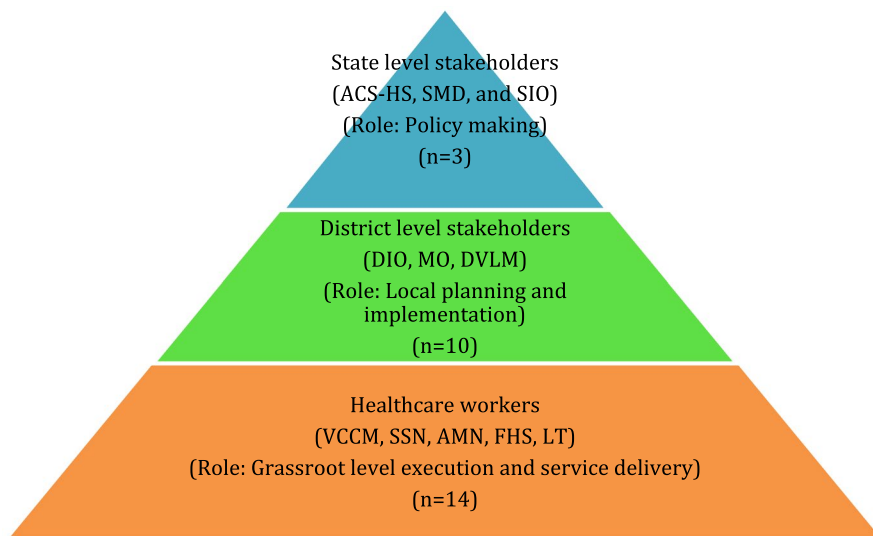 State level stakeholders
(ACS-HS, SMD, and SIO)
(Role: Policy making)
(n=3)
District level stakeholders
(DIO, MO, DVLM)
(Role: Local planning and
implementation)
(n=10)
Healthcare workers
(VCCM, SSN, AMN, FHS, LT)
(Role: Grassroot level execution and service delivery)
(n=14)